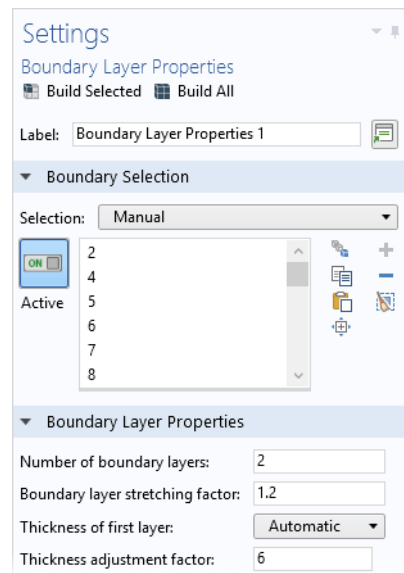 Settings
Boundary Layer Properties
Build Selected Build All
Label: Boundary Layer Properties 1
Boundary Selection
Selection: Manual
ON
2
4
5
6
7
8
Active
Boundary Layer Properties
Number of boundary layers: 2
Boundary layer stretching factor: 1.2
Thickness of first layer: Automatic
Thickness adjustment factor: 6